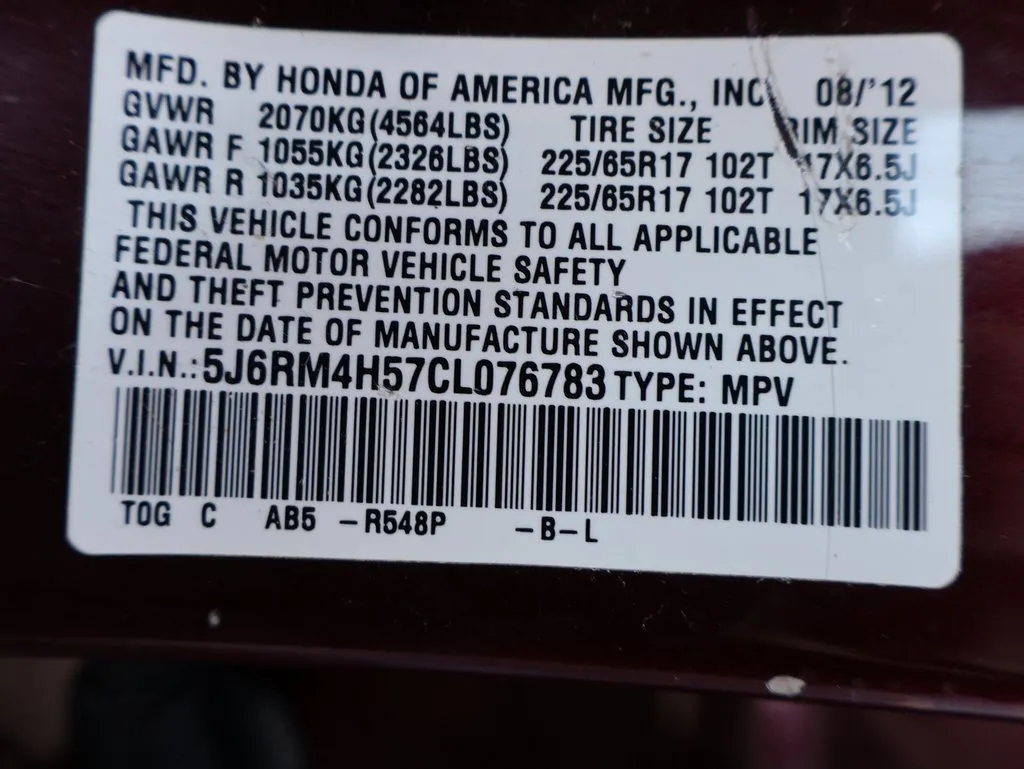 MFD. BY HONDA OF AMERICA MFG., INC 08/'12
GVWR 2070KG(4564LBS) TIRE SIZE RIM SIZE
GAWR F 1055KG(2326LBS) 225/65R17 102T 17X6.5J
GAWR R 1035KG(2282LBS) 225/65R17 102T 17X6.5J
THIS VEHICLE CONFORMS TO ALL APPLICABLE
FEDERAL MOTOR VEHICLE SAFETY
AND THEFT PREVENTION STANDARDS IN EFFECT
ON THE DATE OF MANUFACTURE SHOWN ABOVE.
V.I.N.:5J6RM4H57CL076783 TYPE: MPV
TOG C AB5 -R548P -B-L